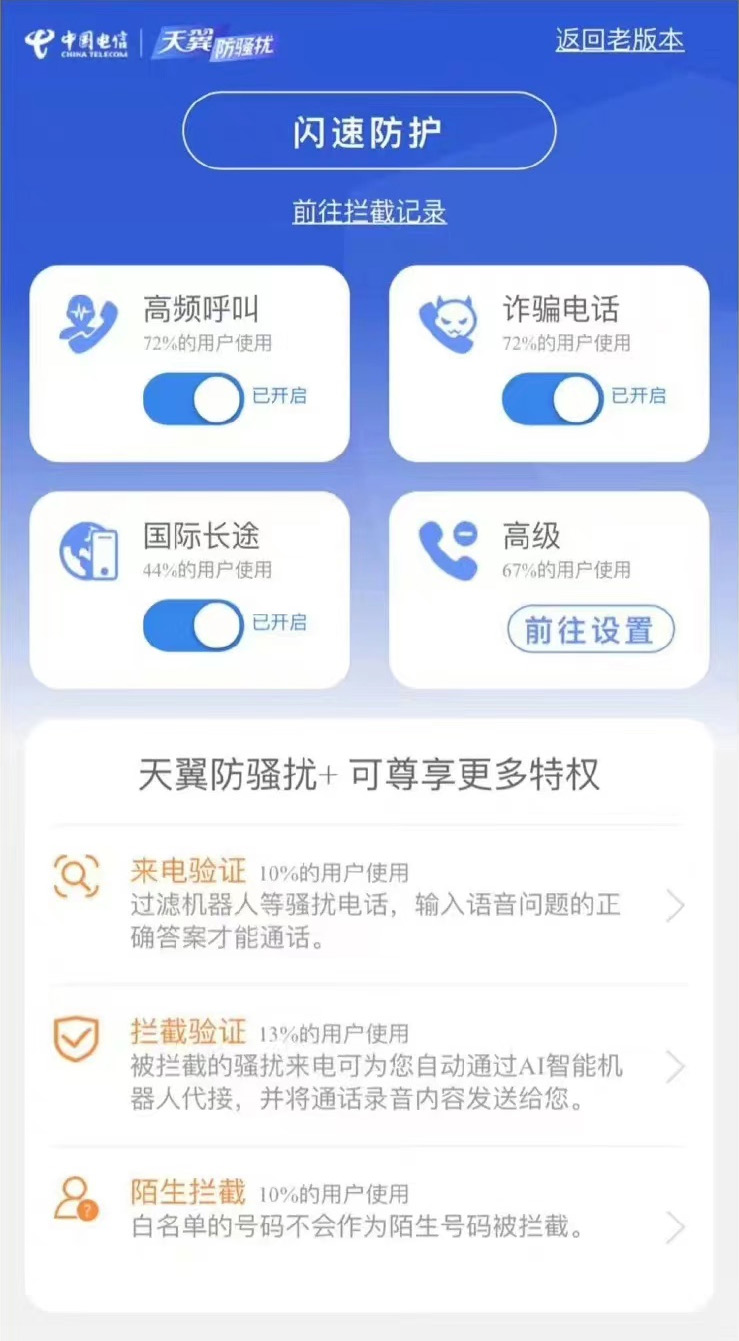 中国电信 CHINA TELECOM 天翼防骚扰 返回老版本
闪速防护
前往拦截记录
高频呼叫
72%的用户使用
已开启
诈骗电话
72%的用户使用
已开启
国际长途
44%的用户使用
已开启
高级
67%的用户使用
前往设置
天翼防骚扰+ 可尊享更多特权
来电验证 10%的用户使用
过滤机器人等骚扰电话，输入语音问题的正
确答案才能通话。
拦截验证 13%的用户使用
被拦截的骚扰来电可为您自动通过AI智能机
器人代接，并将通话录音内容发送给您。
陌生拦截 10%的用户使用
白名单的号码不会作为陌生号码被拦截。
?